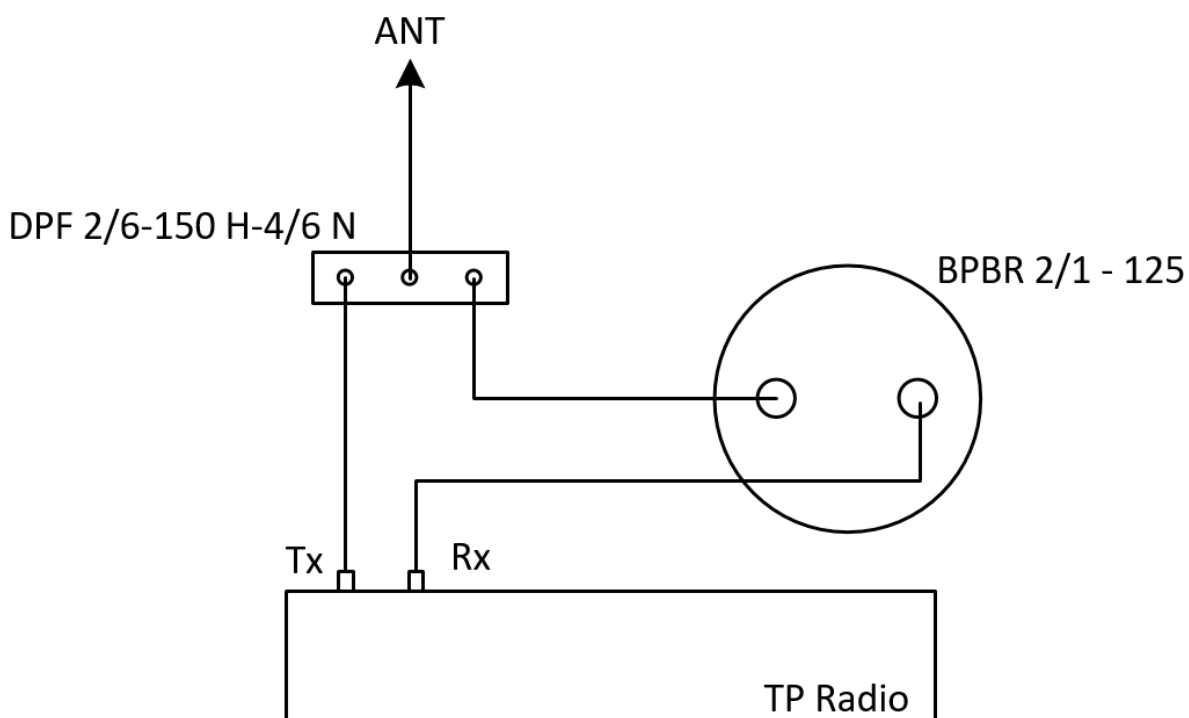 ANT
DPF 2/6-150 H-4/6 N
BPBR 2/1 - 125
Tx
Rx
TP Radio